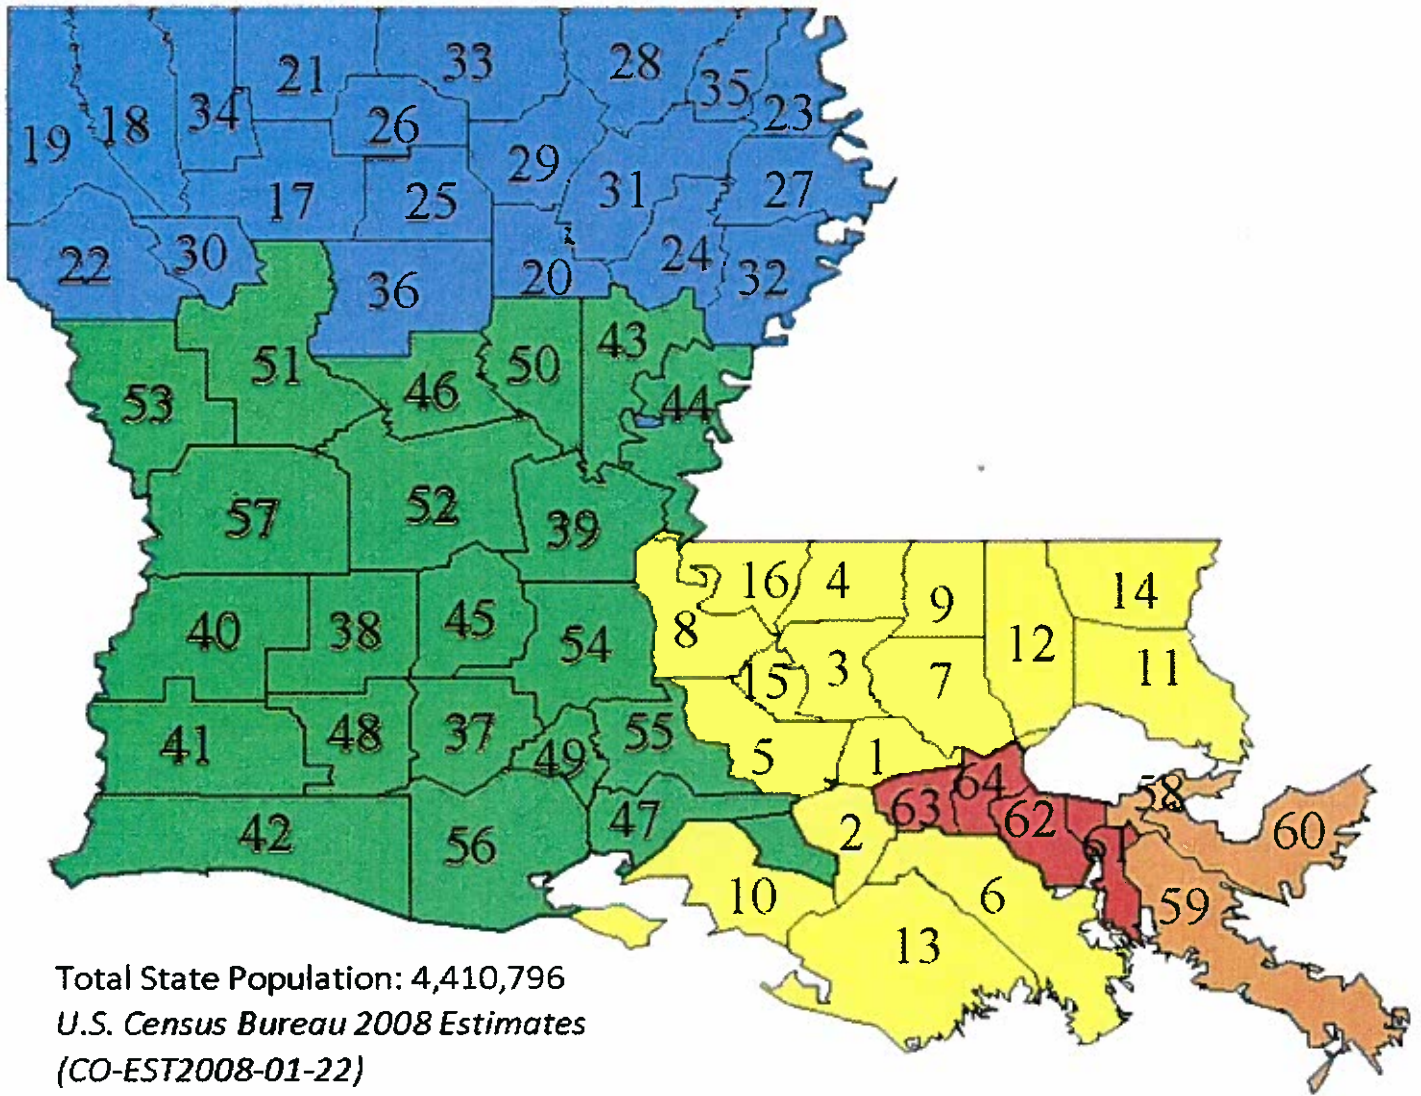 21 33 28 35
19 18 34 26 23
29
17 25 31 27
22 30 36 20 24 32
51 46 50 43
53 44
57 52 39
40 38 45 54
16 4 9 14
8 15 3 7 12 11
41 48 37 49 55
5 1 64 58
42 56 47 2 63 62 61 60
10 6 59
13
Total State Population: 4,410,796
U.S. Census Bureau 2008 Estimates
(CO-EST2008-01-22)